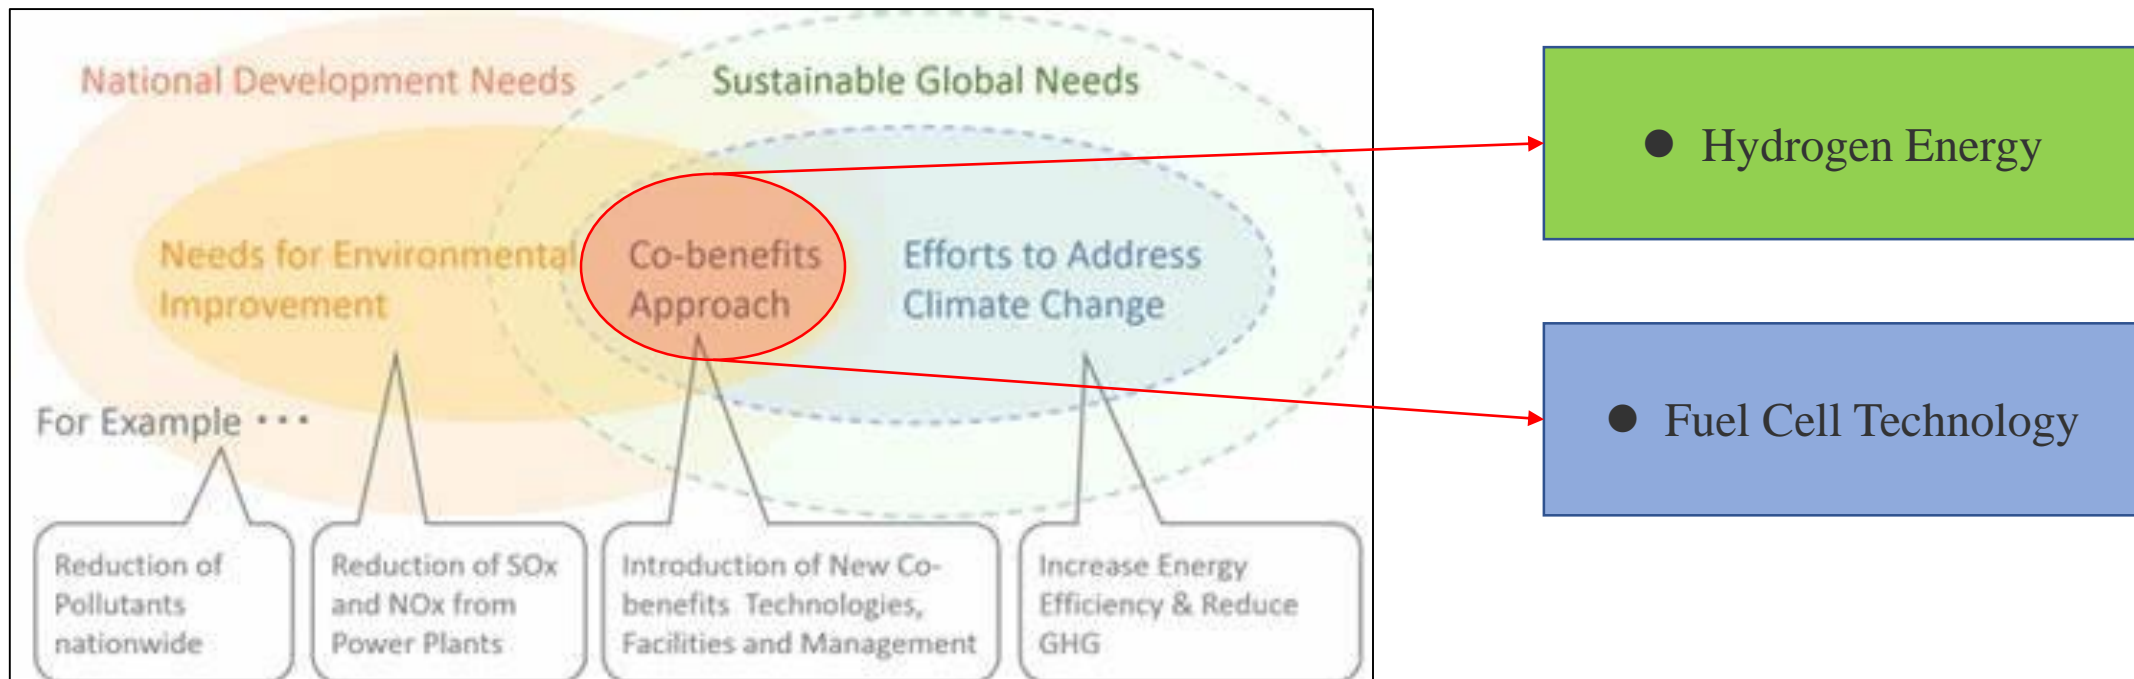 National Development Needs
Sustainable Global Needs
Needs for Environmental
Improvement
Co-benefits
Approach
Efforts to Address
Climate Change
For Example ･･･
Reduction of
Pollutants
nationwide
Reduction of SOx
and NOx from
Power Plants
Introduction of New Co-
benefits Technologies,
Facilities and Management
Increase Energy
Efficiency & Reduce
GHG
● Hydrogen Energy
● Fuel Cell Technology